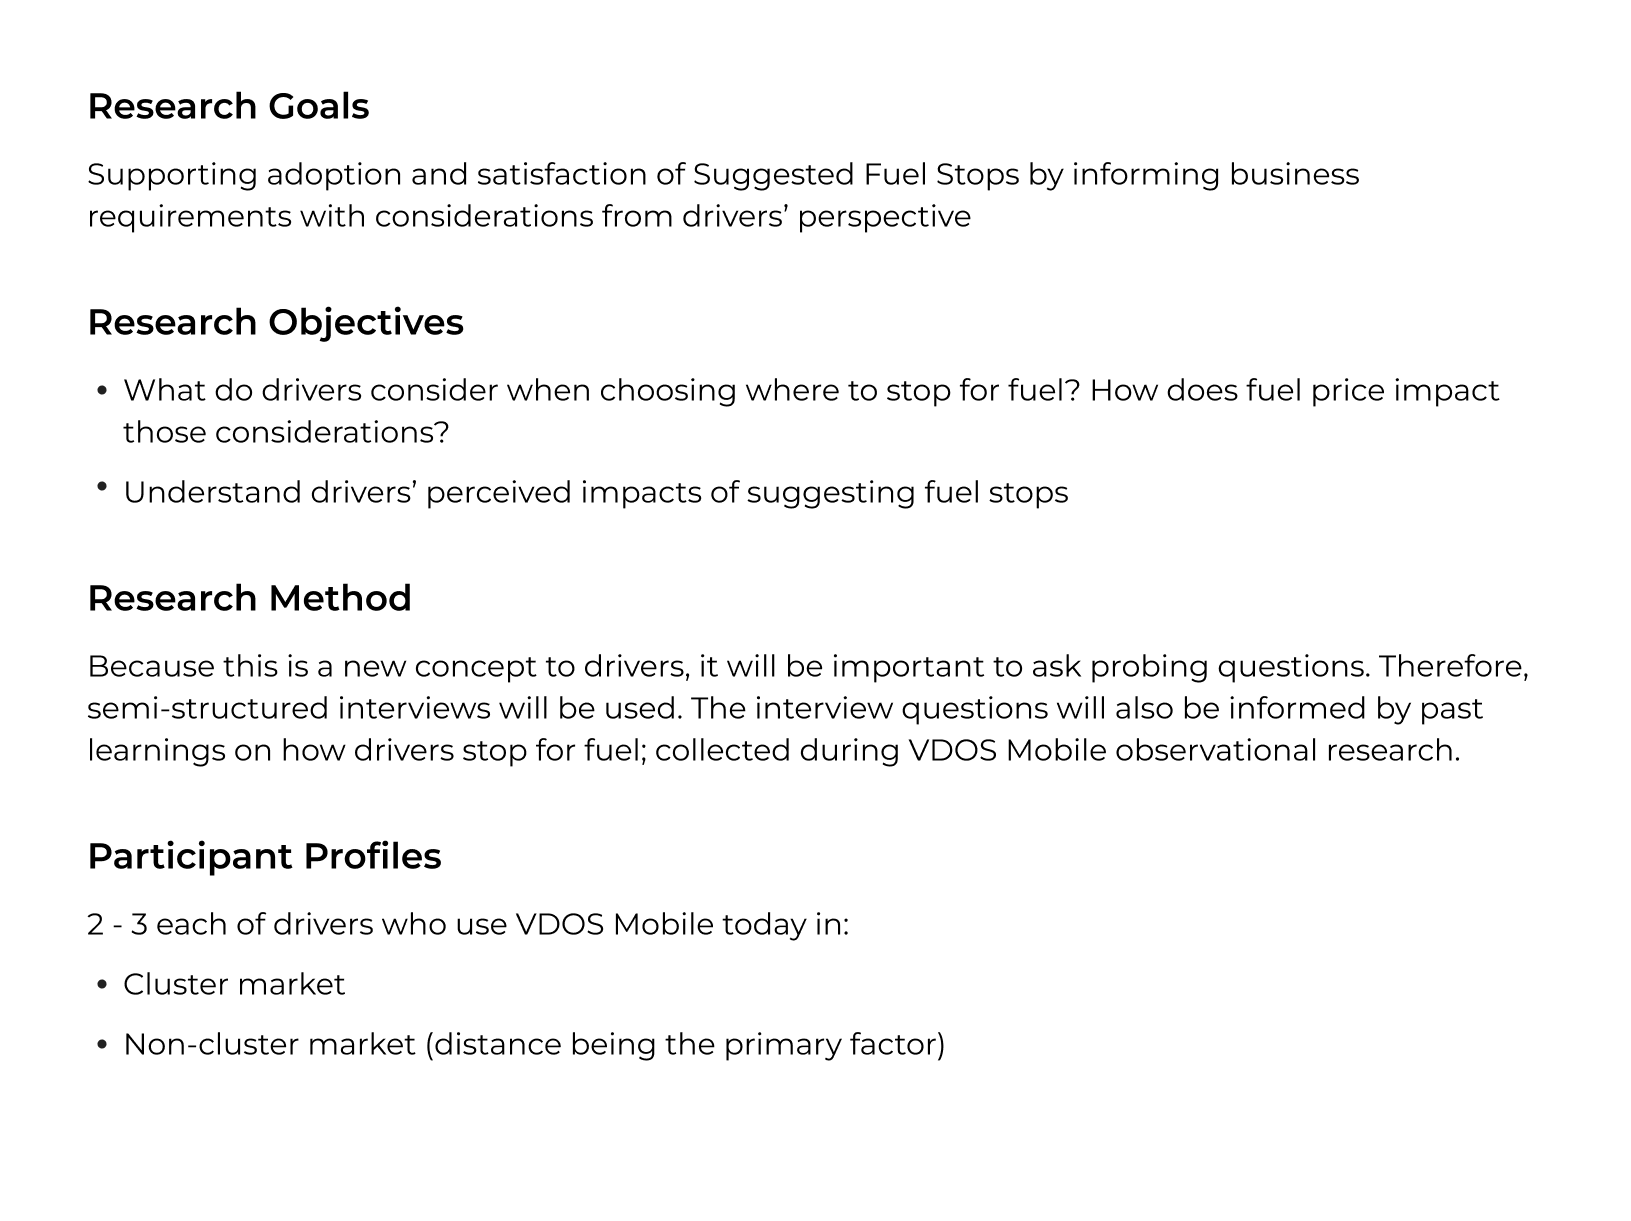 Research Goals
Supporting adoption and satisfaction of Suggested Fuel Stops by informing business
requirements with considerations from drivers’ perspective
Research Objectives
• What do drivers consider when choosing where to stop for fuel? How does fuel price impact
those considerations?
• Understand drivers’ perceived impacts of suggesting fuel stops
Research Method
Because this is a new concept to drivers, it will be important to ask probing questions. Therefore,
semi-structured interviews will be used. The interview questions will also be informed by past
learnings on how drivers stop for fuel; collected during VDOS Mobile observational research.
Participant Profiles
2 - 3 each of drivers who use VDOS Mobile today in:
• Cluster market
• Non-cluster market (distance being the primary factor)